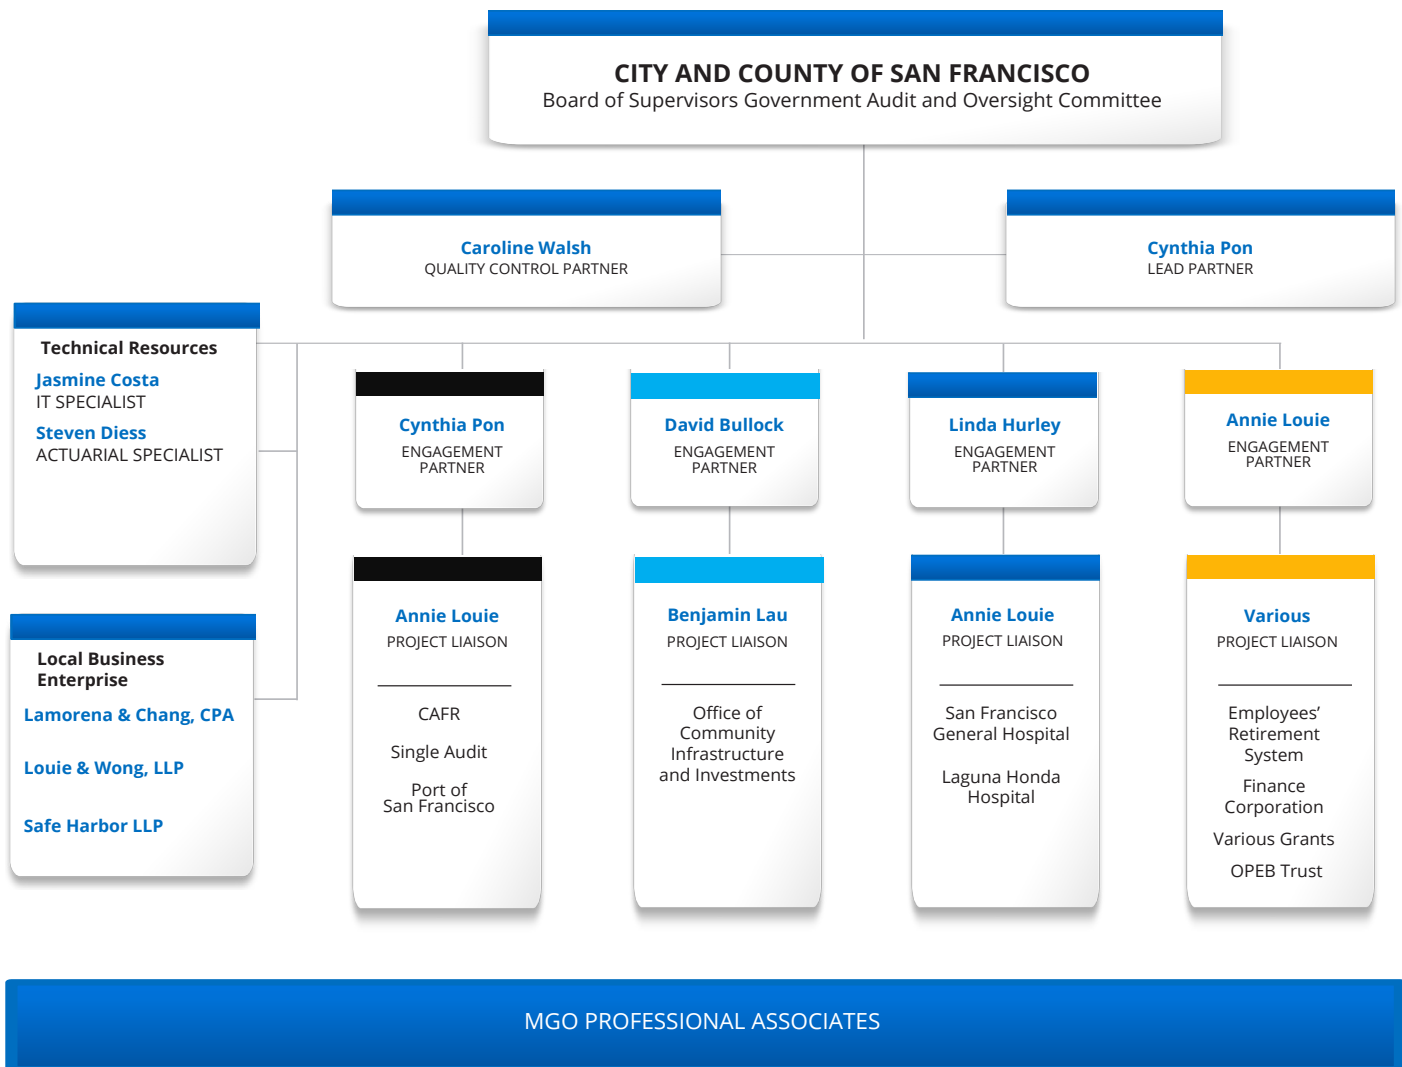 CITY AND COUNTY OF SAN FRANCISCO
Board of Supervisors Government Audit and Oversight Committee
Caroline Walsh
QUALITY CONTROL PARTNER
Cynthia Pon
LEAD PARTNER
Technical Resources
Jasmine Costa
IT SPECIALIST
Steven Diess
ACTUARIAL SPECIALIST
Local Business
Enterprise
Lamorena & Chang, CPA
Louie & Wong, LLP
Safe Harbor LLP
Cynthia Pon
ENGAGEMENT
PARTNER
Annie Louie
PROJECT LIAISON
CAFR
Single Audit
Port of
San Francisco
David Bullock
ENGAGEMENT
PARTNER
Benjamin Lau
PROJECT LIAISON
Office of
Community
Infrastructure
and Investments
Linda Hurley
ENGAGEMENT
PARTNER
Annie Louie
PROJECT LIAISON
San Francisco
General Hospital
Laguna Honda
Hospital
Annie Louie
ENGAGEMENT
PARTNER
Various
PROJECT LIAISON
Employees’
Retirement
System
Finance
Corporation
Various Grants
OPEB Trust
MGO PROFESSIONAL ASSOCIATES